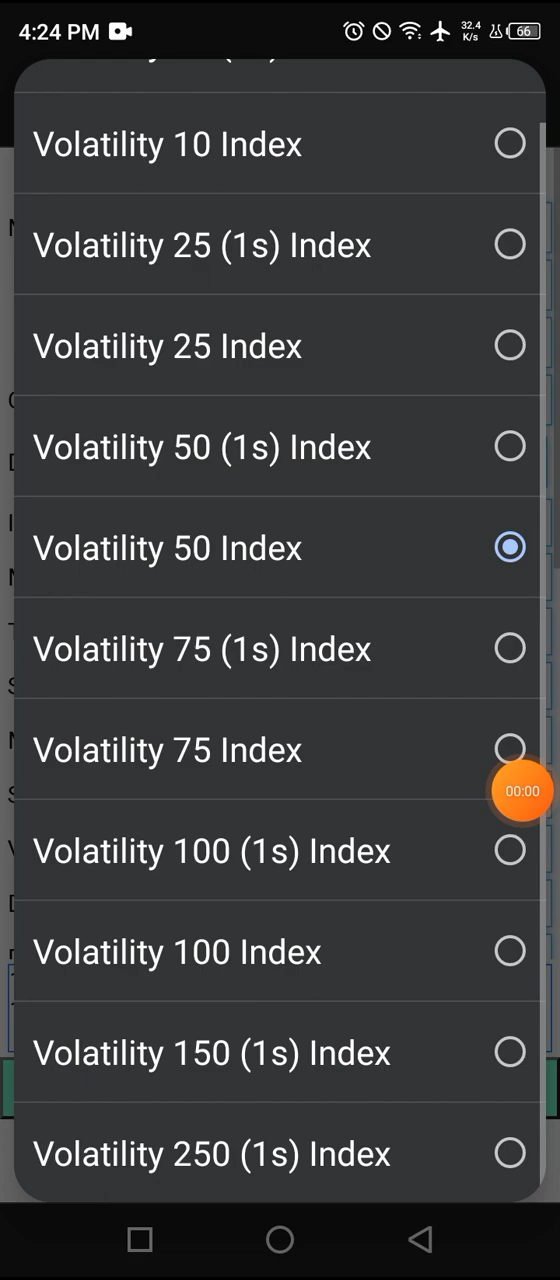 4:24 PM
32.4
K/s
66
Volatility 10 Index
Volatility 25 (1s) Index
Volatility 25 Index
Volatility 50 (1s) Index
Volatility 50 Index
Volatility 75 (1s) Index
Volatility 75 Index
00:00
Volatility 100 (1s) Index
Volatility 100 Index
Volatility 150 (1s) Index
Volatility 250 (1s) Index